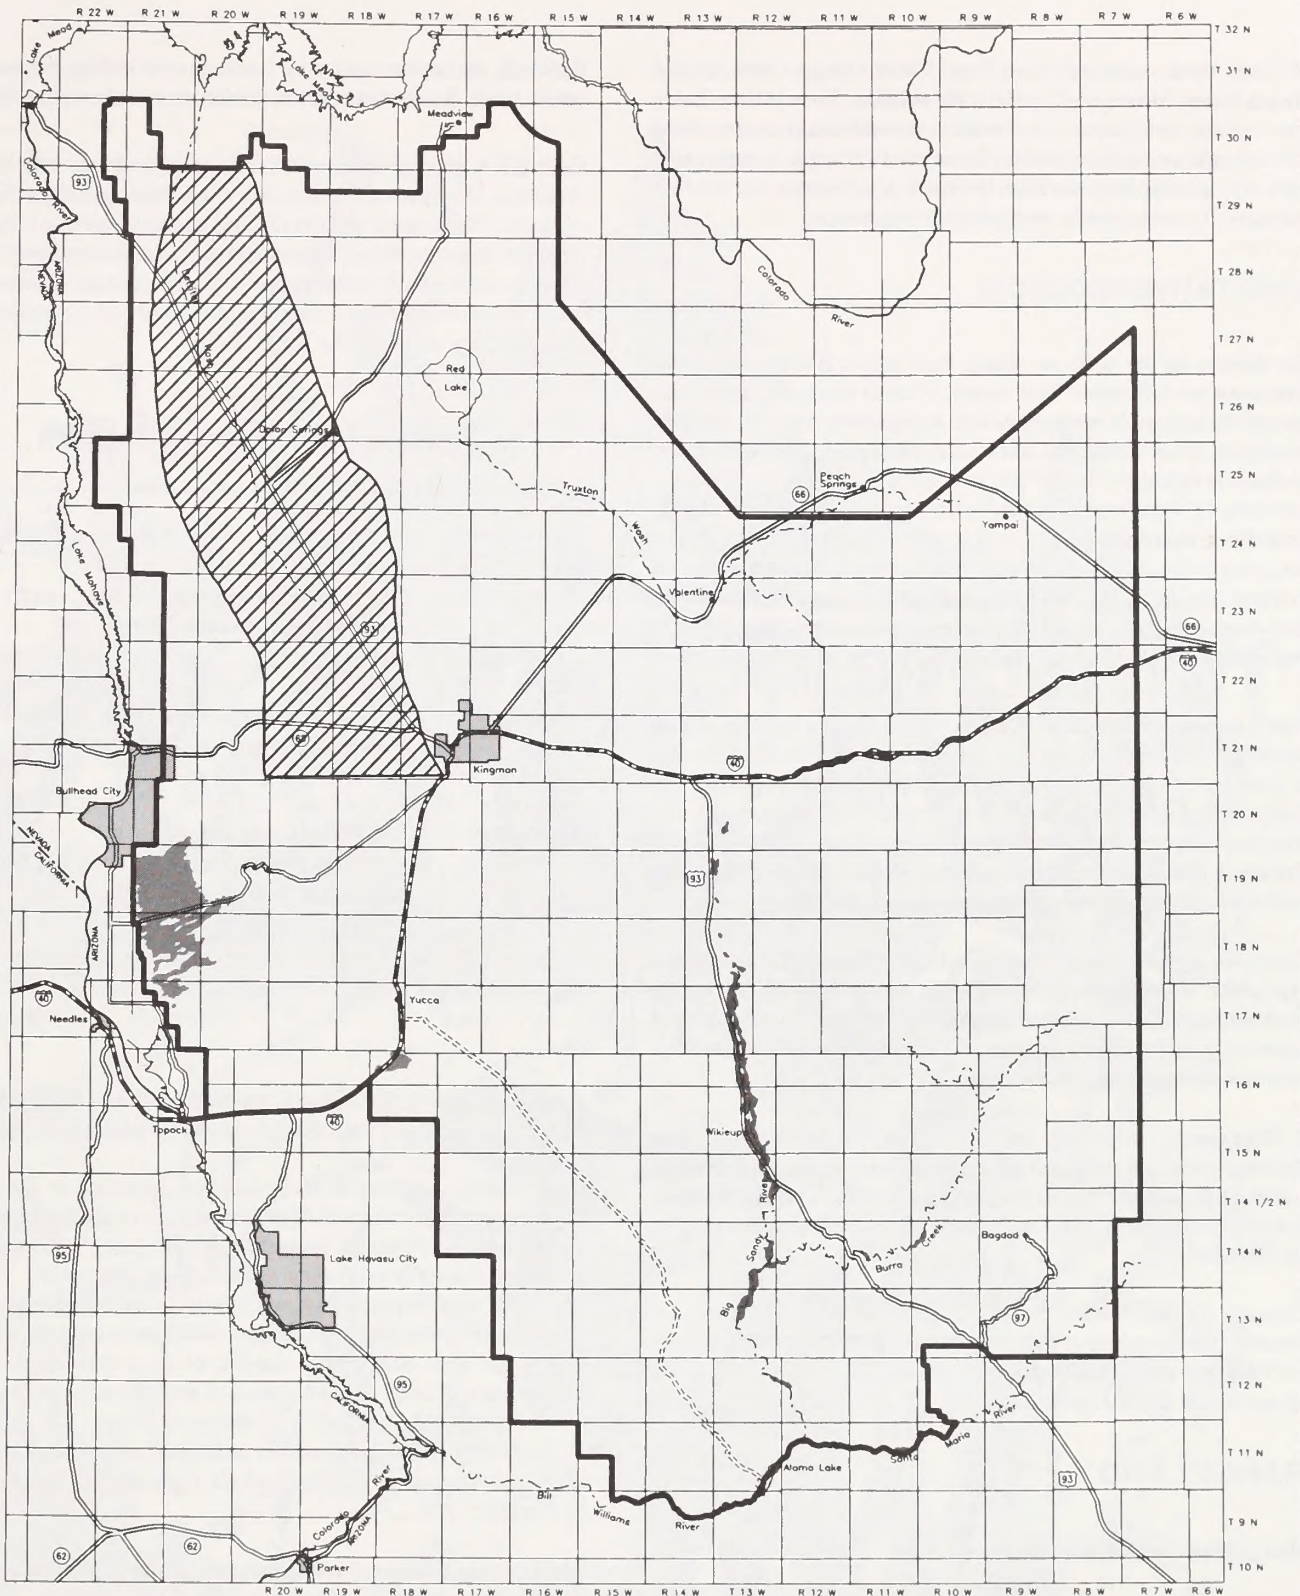 R 22 W R 21 W R 20 W R 19 W R 18 W R 17 W R 16 W R 15 W R 14 W R 13 W R 12 W R 11 W R 10 W R 9 W R 8 W R 7 W R 6 W
T 32 N
Lake Mead
Lake Mead
T 31 N
Meadview
T 30 N
Colorado River
93
T 29 N
ARIZONA
NEVADA
Detrital
Wash
Colorado
River
T 28 N
T 27 N
Red
Lake
T 26 N
Dolan Springs
Truxton
Wash
Peach
Springs
66
T 25 N
Yampai
T 24 N
Lake Mohave
Valentine
T 23 N
93
66
40
T 22 N
68
T 21 N
Kingman
40
Bullhead City
T 20 N
NEVADA
CALIFORNIA
93
T 19 N
ARIZONA
T 18 N
40
Yucca
Needles
T 17 N
T 16 N
40
Topock
Wikieup
T 15 N
River
T 14 1/2 N
95
Lake Havasu City
Sandy
Bagdad
Creek
T 14 N
Burro
Big
97
T 13 N
95
T 12 N
CALIFORNIA
River
Maria
Santa
T 11 N
Alamo Lake
River
93
Bill
Williams
River
T 9 N
Colorado
ARIZONA
62
62
Parker
T 10 N
R 20 W R 19 W R 18 W R 17 W R 16 W R 15 W R 14 W T 13 W R 12 W R 11 W R 10 W R 9 W R 8 W R 7 W R 6 W